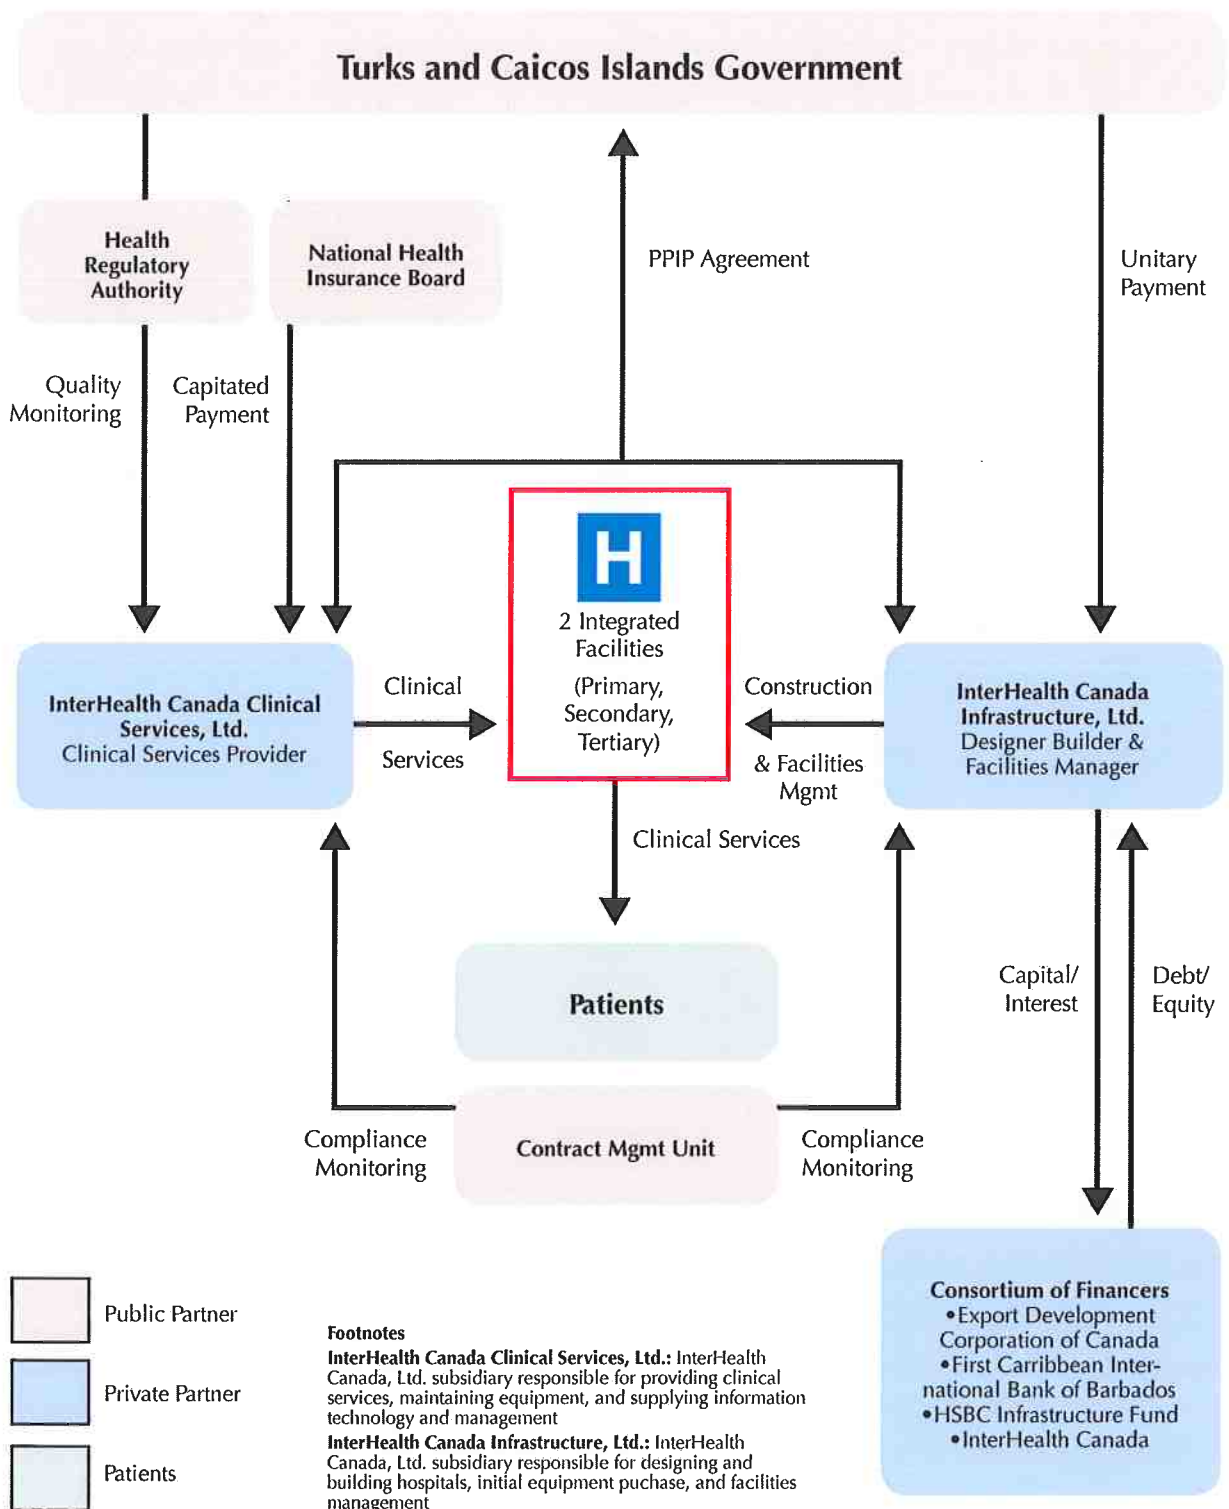 Turks and Caicos Islands Government
Health
Regulatory
Authority
National Health
Insurance Board
PPIP Agreement
Unitary
Payment
Quality
Monitoring
Capitated
Payment
H
2 Integrated
Facilities
(Primary,
Secondary,
Tertiary)
InterHealth Canada Clinical
Services, Ltd.
Clinical Services Provider
Clinical
Services
Construction
& Facilities
Mgmt
InterHealth Canada
Infrastructure, Ltd.
Designer Builder &
Facilities Manager
Clinical Services
Patients
Capital/
Interest
Debt/
Equity
Contract Mgmt Unit
Compliance
Monitoring
Compliance
Monitoring
Consortium of Financers
•Export Development
Corporation of Canada
•First Carribbean Inter-
national Bank of Barbados
•HSBC Infrastructure Fund
•InterHealth Canada
Public Partner
Private Partner
Patients
Footnotes
InterHealth Canada Clinical Services, Ltd.: InterHealth
Canada, Ltd. subsidiary responsible for providing clinical
services, maintaining equipment, and supplying information
technology and management
InterHealth Canada Infrastructure, Ltd.: InterHealth
Canada, Ltd. subsidiary responsible for designing and
building hospitals, initial equipment puchase, and facilities
management